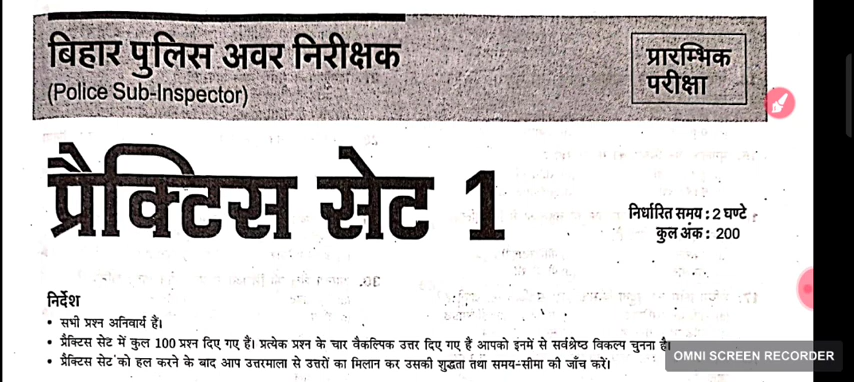 बिहार पुलिस अवर निरीक्षक
(Police Sub-Inspector)
प्रारम्भिक
परीक्षा
प्रैक्टिस सेट 1
निर्धारित समय : 2 घण्टे
कुल अंक : 200
निर्देश
• सभी प्रश्न अनिवार्य हैं।
• प्रैक्टिस सेट में कुल 100 प्रश्न दिए गए हैं। प्रत्येक प्रश्न के चार वैकल्पिक उत्तर दिए गए हैं आपको इनमें से सर्वश्रेष्ठ विकल्प चुनना है।
• प्रैक्टिस सेट को हल करने के बाद आप उत्तरमाला से उत्तरों का मिलान कर उसकी शुद्धता तथा समय-सीमा की जाँच करें।
OMNI SCREEN RECORDER